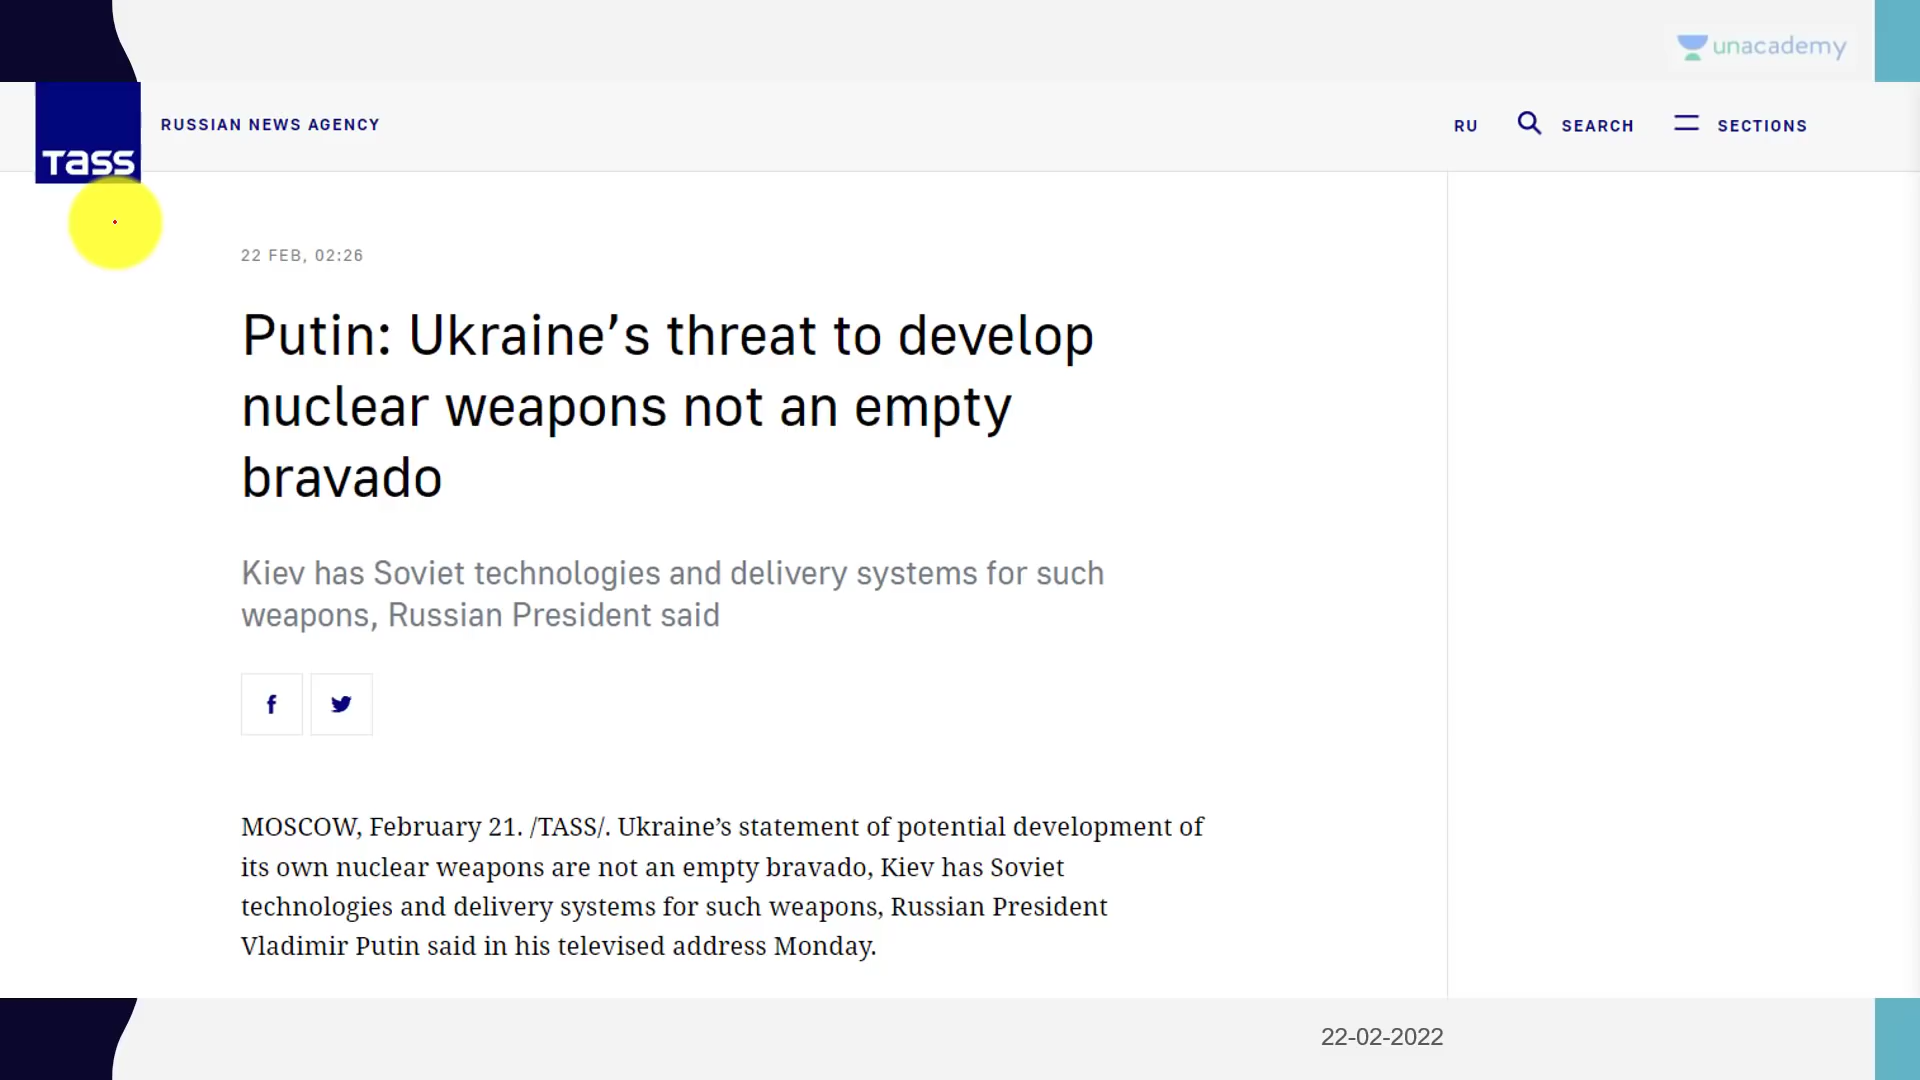 unacademy
RUSSIAN NEWS AGENCY
RU SEARCH SECTIONS
TASS
22 FEB, 02:26
Putin: Ukraine’s threat to develop
nuclear weapons not an empty
bravado
Kiev has Soviet technologies and delivery systems for such
weapons, Russian President said
f
MOSCOW, February 21. /TASS/. Ukraine’s statement of potential development of
its own nuclear weapons are not an empty bravado, Kiev has Soviet
technologies and delivery systems for such weapons, Russian President
Vladimir Putin said in his televised address Monday.
22-02-2022